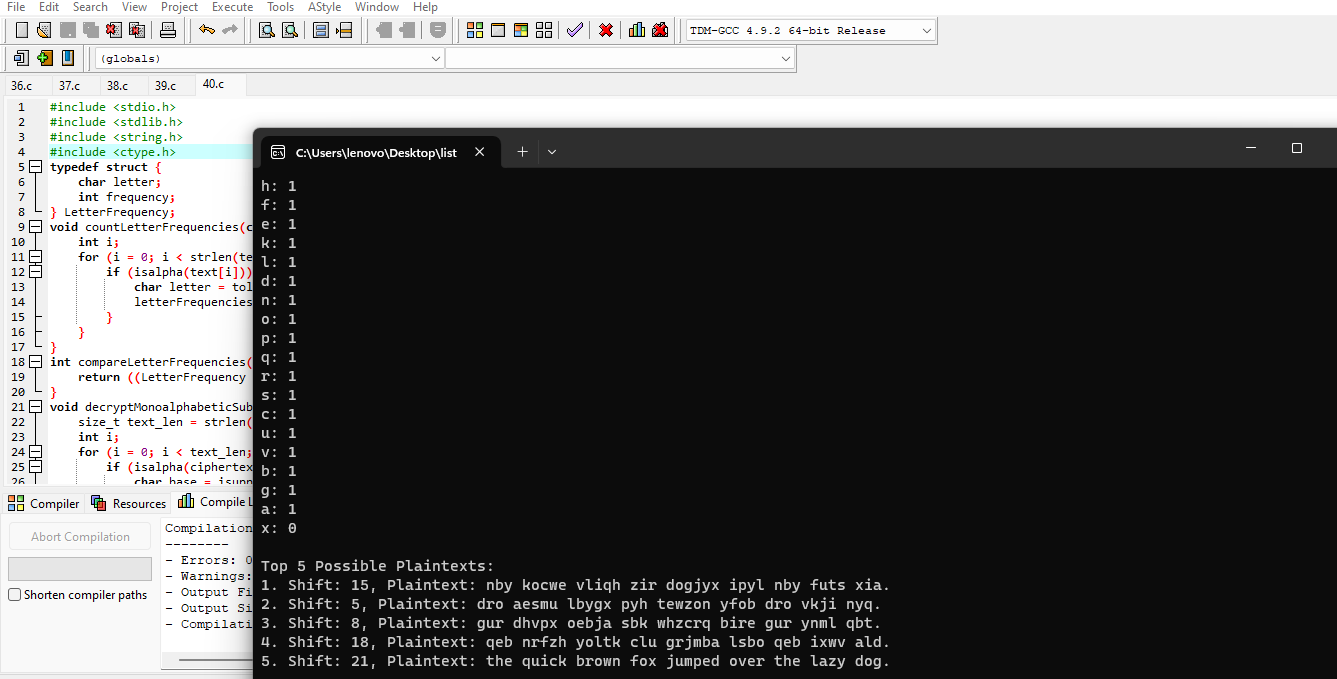 File Edit Search View Project Execute Tools AStyle Window Help
TDM-GCC 4.9.2 64-bit Release
(globals)
36.c 37.c 38.c 39.c 40.c
1 #include <stdio.h>
2 #include <stdlib.h>
3 #include <string.h>
4 #include <ctype.h>
5 typedef struct {
6 char letter;
7 int frequency;
8 } LetterFrequency;
9 void countLetterFrequencies(c
10 int i;
11 for (i = 0; i < strlen(te
12 if (isalpha(text[i]))
13 char letter = tol
14 letterFrequencies
15 }
16 }
17 }
18 int compareLetterFrequencies(
19 return ((LetterFrequency
20 }
21 void decryptMonoalphabeticSub
22 size_t text_len = strlen(
23 int i;
24 for (i = 0; i < text_len;
25 if (isalpha(ciphertex
26 char base = isupp
Compiler Resources Compile L
Abort Compilation
Shorten compiler paths
Compilation
--------
- Errors: 0
- Warnings:
- Output Fi
- Output Si
- Compilati
C:\Users\lenovo\Desktop\list
h: 1
f: 1
e: 1
k: 1
l: 1
d: 1
n: 1
o: 1
p: 1
q: 1
r: 1
s: 1
c: 1
u: 1
v: 1
b: 1
g: 1
a: 1
x: 0
Top 5 Possible Plaintexts:
1. Shift: 15, Plaintext: nby kocwe vliqh zir dogjyx ipyl nby futs xia.
2. Shift: 5, Plaintext: dro aesmu lbygx pyh tewzon yfob dro vkji nyq.
3. Shift: 8, Plaintext: gur dhvpx oebja sbk whzcrq bire gur ynml qbt.
4. Shift: 18, Plaintext: qeb nrfzh yoltk clu grjmba lsbo qeb ixwv ald.
5. Shift: 21, Plaintext: the quick brown fox jumped over the lazy dog.